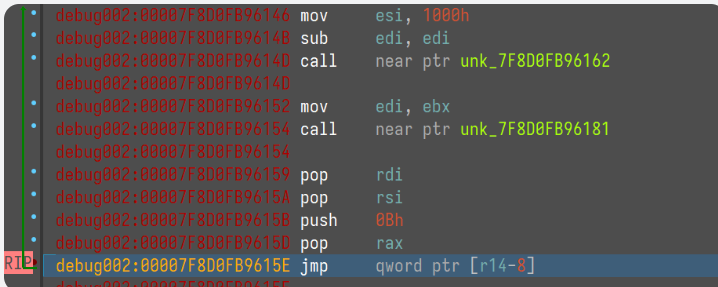 debug002:00007F8D0FB96146 mov     esi, 1000h
debug002:00007F8D0FB9614B sub     edi, edi
debug002:00007F8D0FB9614D call    near ptr unk_7F8D0FB96162
debug002:00007F8D0FB9614D
debug002:00007F8D0FB96152 mov     edi, ebx
debug002:00007F8D0FB96154 call    near ptr unk_7F8D0FB96181
debug002:00007F8D0FB96154
debug002:00007F8D0FB96159 pop     rdi
debug002:00007F8D0FB9615A pop     rsi
debug002:00007F8D0FB9615B push    0Bh
debug002:00007F8D0FB9615D pop     rax
RIP debug002:00007F8D0FB9615E jmp     qword ptr [r14-8]